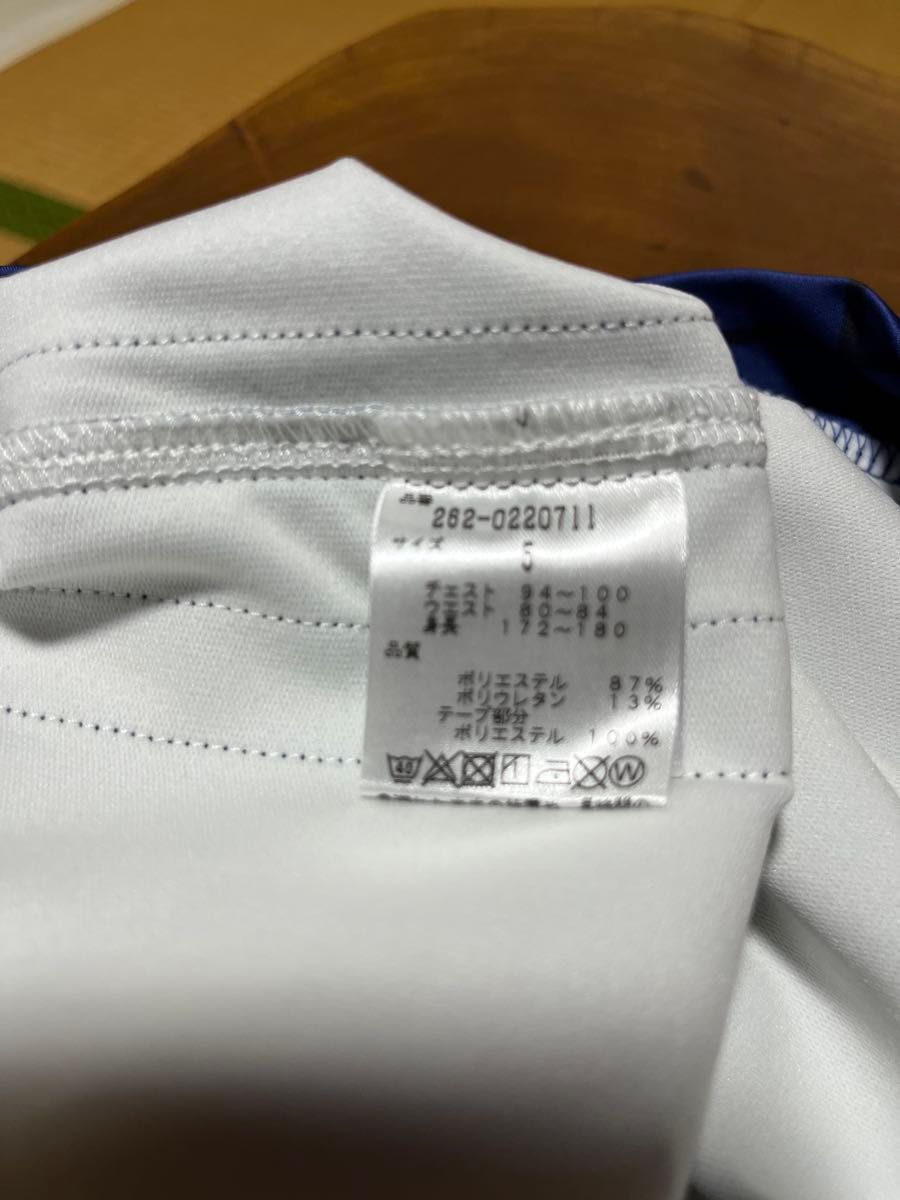 品番
262-0220711
サイズ 5
チェスト 94〜100
ウエスト 80〜84
身長 172〜180
品質
ポリエステル 87%
ポリウレタン 13%
テープ部分
ポリエステル 100%
40 W